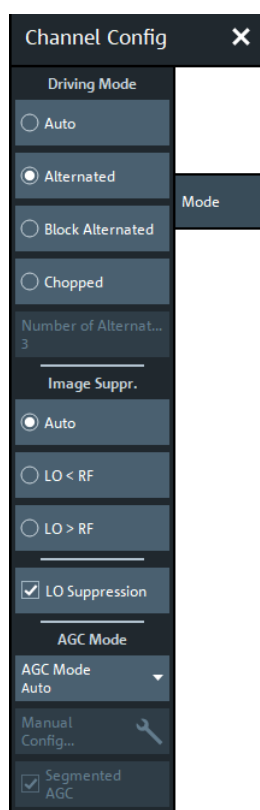 Channel Config
Driving Mode
Auto
Alternated
Block Alternated
Chopped
Number of Alternat...
3
Image Suppr.
Auto
LO < RF
LO > RF
LO Suppression
AGC Mode
AGC Mode
Auto
Manual
Config...
Segmented
AGC
Mode